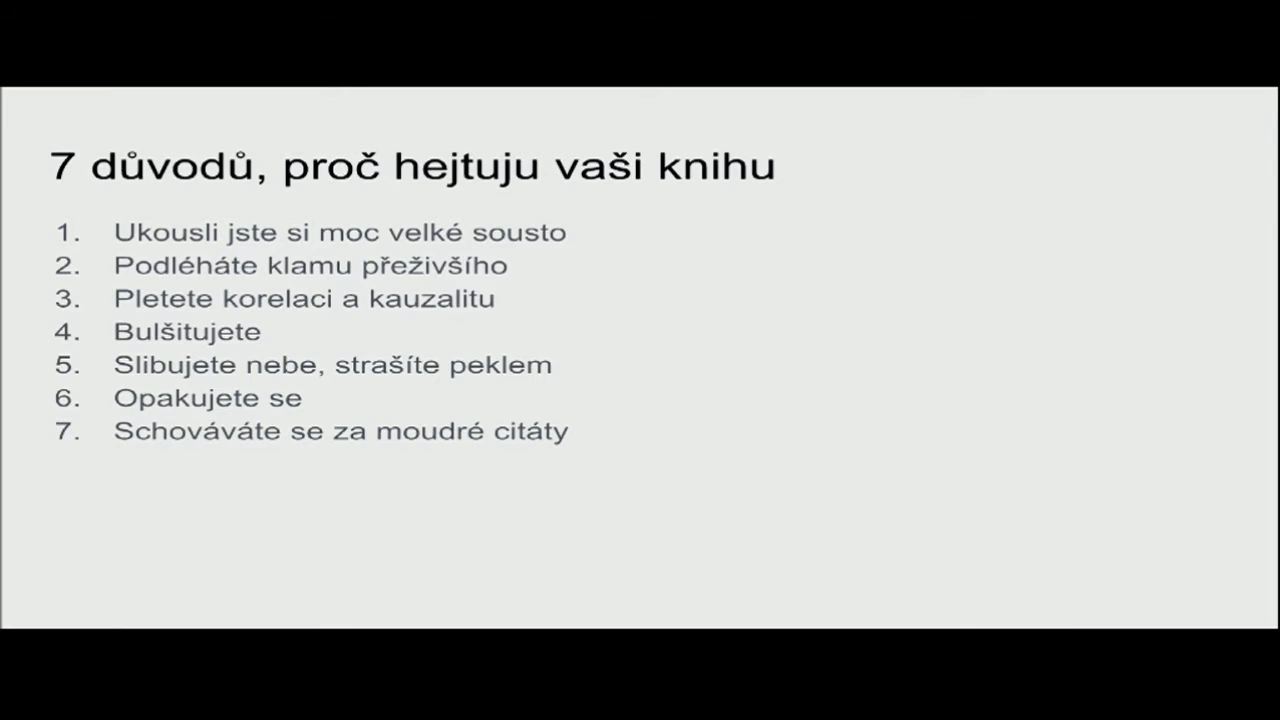 7 důvodů, proč hejtuju vaši knihu
1. Ukousli jste si moc velké sousto
2. Podléháte klamu přeživšího
3. Pletete korelaci a kauzalitu
4. Bulšitujete
5. Slibujete nebe, strašíte peklem
6. Opakujete se
7. Schováváte se za moudré citáty